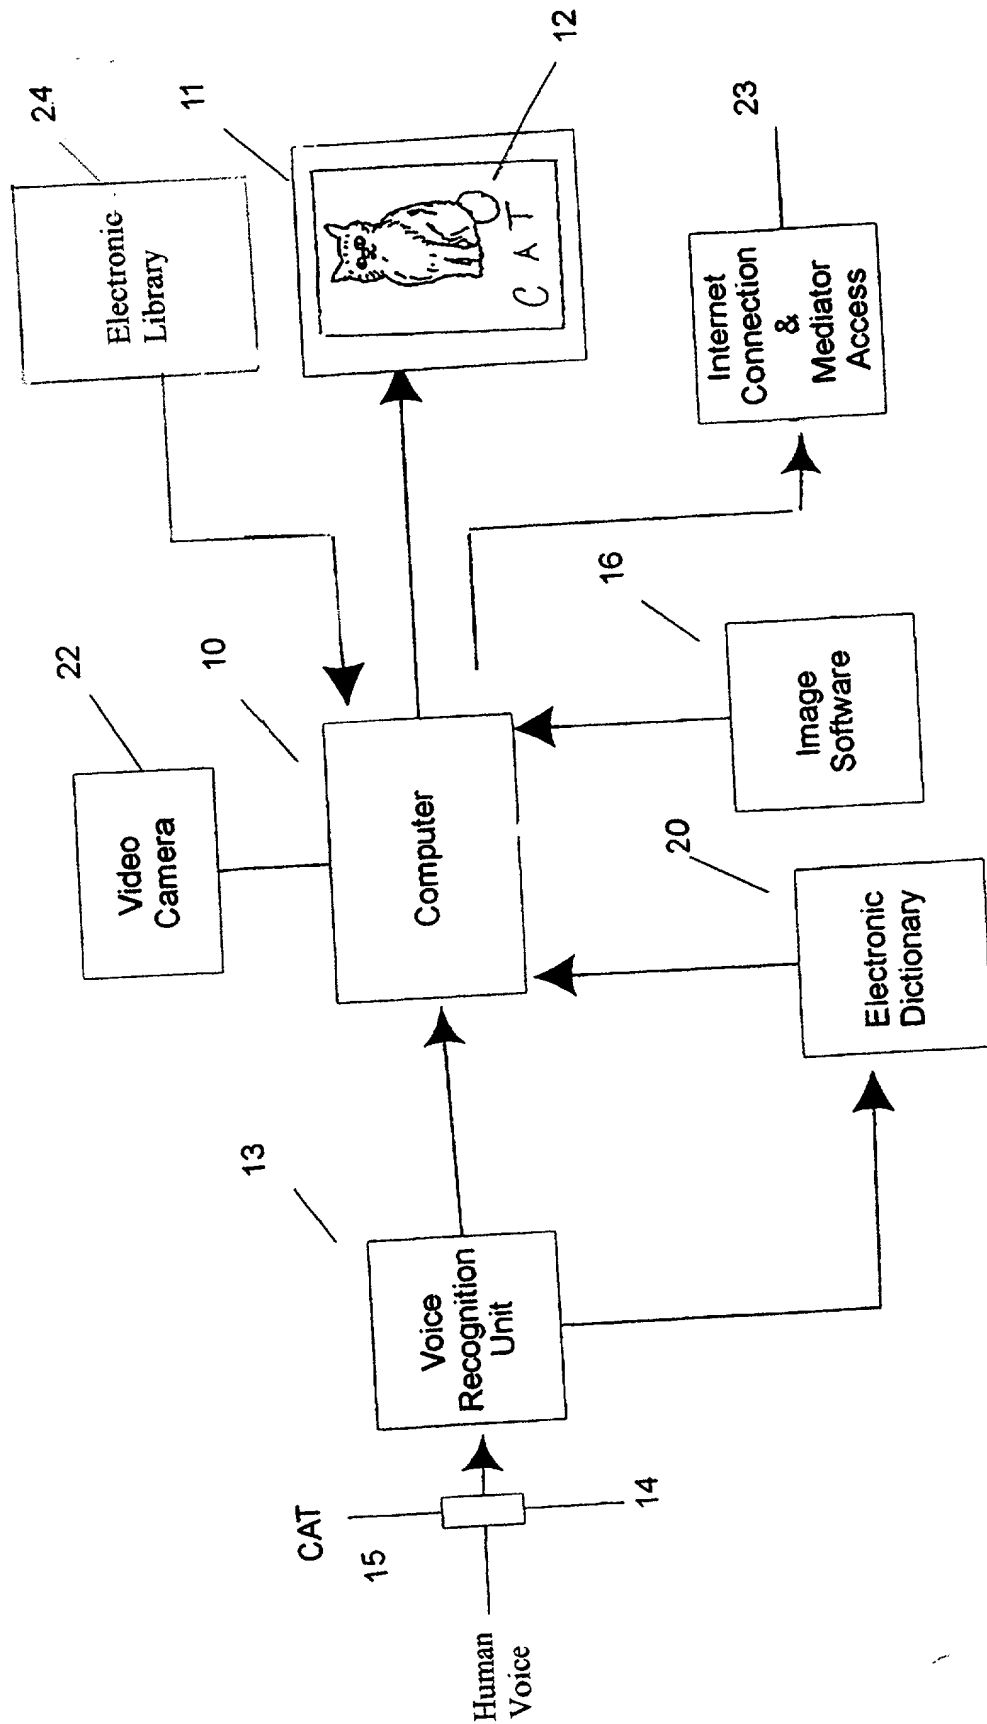 24
Electronic
Library
11
C A T
12
22
Video
Camera
10
Computer
Internet
Connection
&
Mediator
Access
23
16
Image
Software
20
Electronic
Dictionary
13
Voice
Recognition
Unit
CAT
15
14
Human
Voice